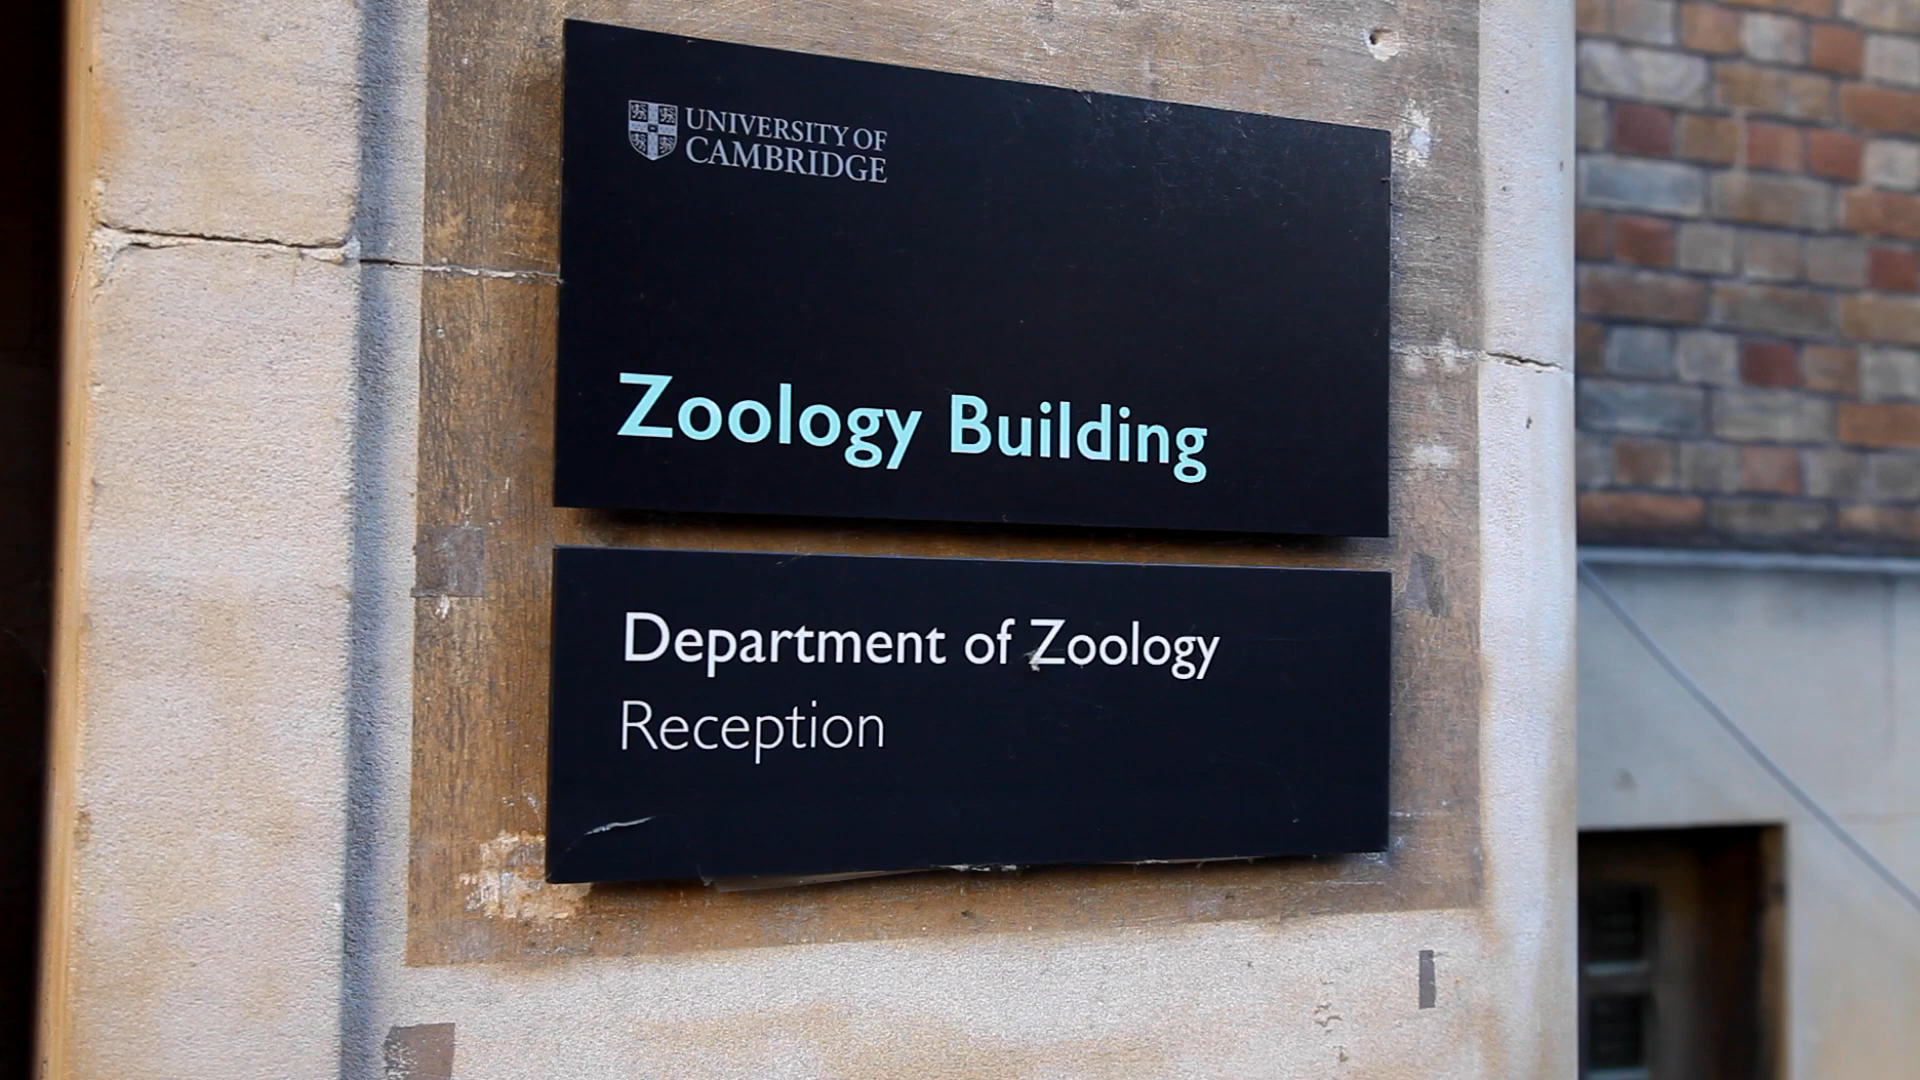 UNIVERSITY OF
CAMBRIDGE
Zoology Building
Department of Zoology
Reception